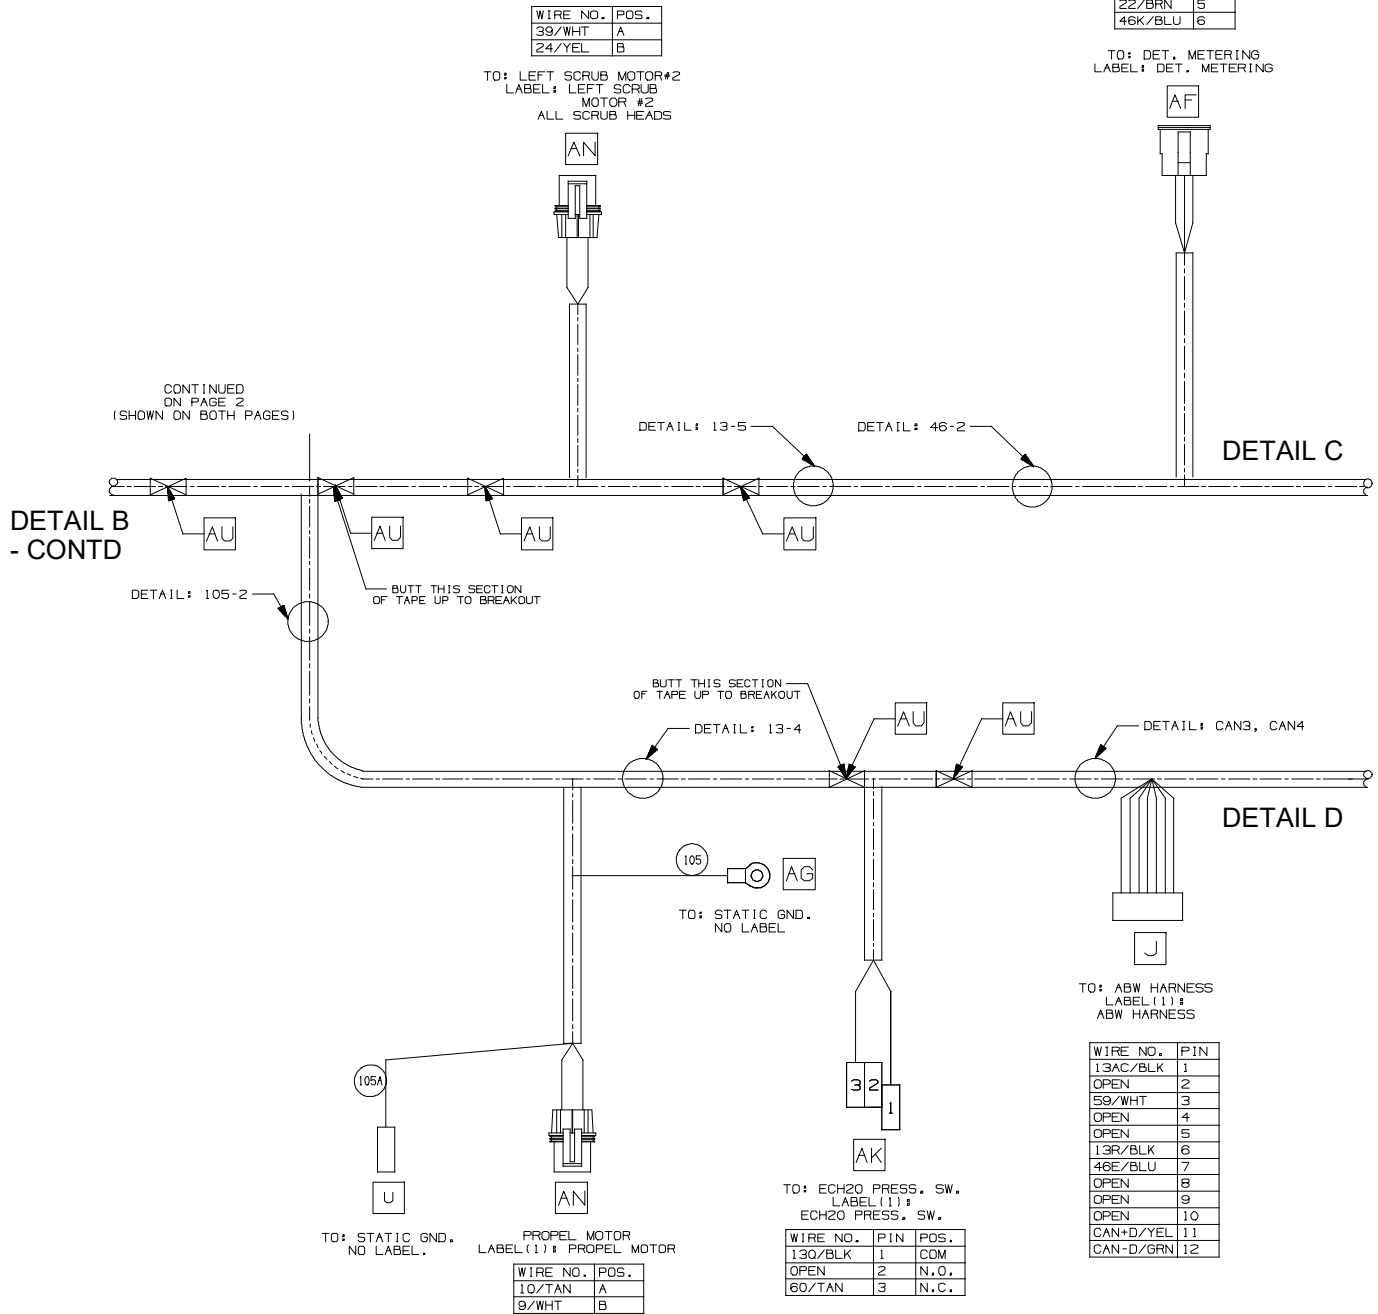 WIRE NO. POS.
39/WHT A
24/YEL B
TO: LEFT SCRUB MOTOR#2
LABEL: LEFT SCRUB
MOTOR #2
ALL SCRUB HEADS
AN
22/BRN 5
46K/BLU 6
TO: DET. METERING
LABEL: DET. METERING
AF
CONTINUED
ON PAGE 2
(SHOWN ON BOTH PAGES)
DETAIL: 13-5
DETAIL: 46-2
DETAIL C
DETAIL B
- CONTD
AU
AU
AU
AU
BUTT THIS SECTION
OF TAPE UP TO BREAKOUT
DETAIL: 105-2
BUTT THIS SECTION
OF TAPE UP TO BREAKOUT
DETAIL: 13-4
AU
AU
DETAIL: CAN3, CAN4
DETAIL D
105
AG
TO: STATIC GND.
NO LABEL
105A
U
TO: STATIC GND.
NO LABEL.
AN
PROPEL MOTOR
LABEL(1): PROPEL MOTOR
WIRE NO. POS.
10/TAN A
9/WHT B
3 2
1
AK
TO: ECH2O PRESS. SW.
LABEL(1):
ECH2O PRESS. SW.
WIRE NO. PIN POS.
13Q/BLK 1 COM
OPEN 2 N.O.
60/TAN 3 N.C.
J
TO: ABW HARNESS
LABEL(1):
ABW HARNESS
WIRE NO. PIN
13AC/BLK 1
OPEN 2
59/WHT 3
OPEN 4
OPEN 5
13R/BLK 6
46E/BLU 7
OPEN 8
OPEN 9
OPEN 10
CAN+D/YEL 11
CAN-D/GRN 12